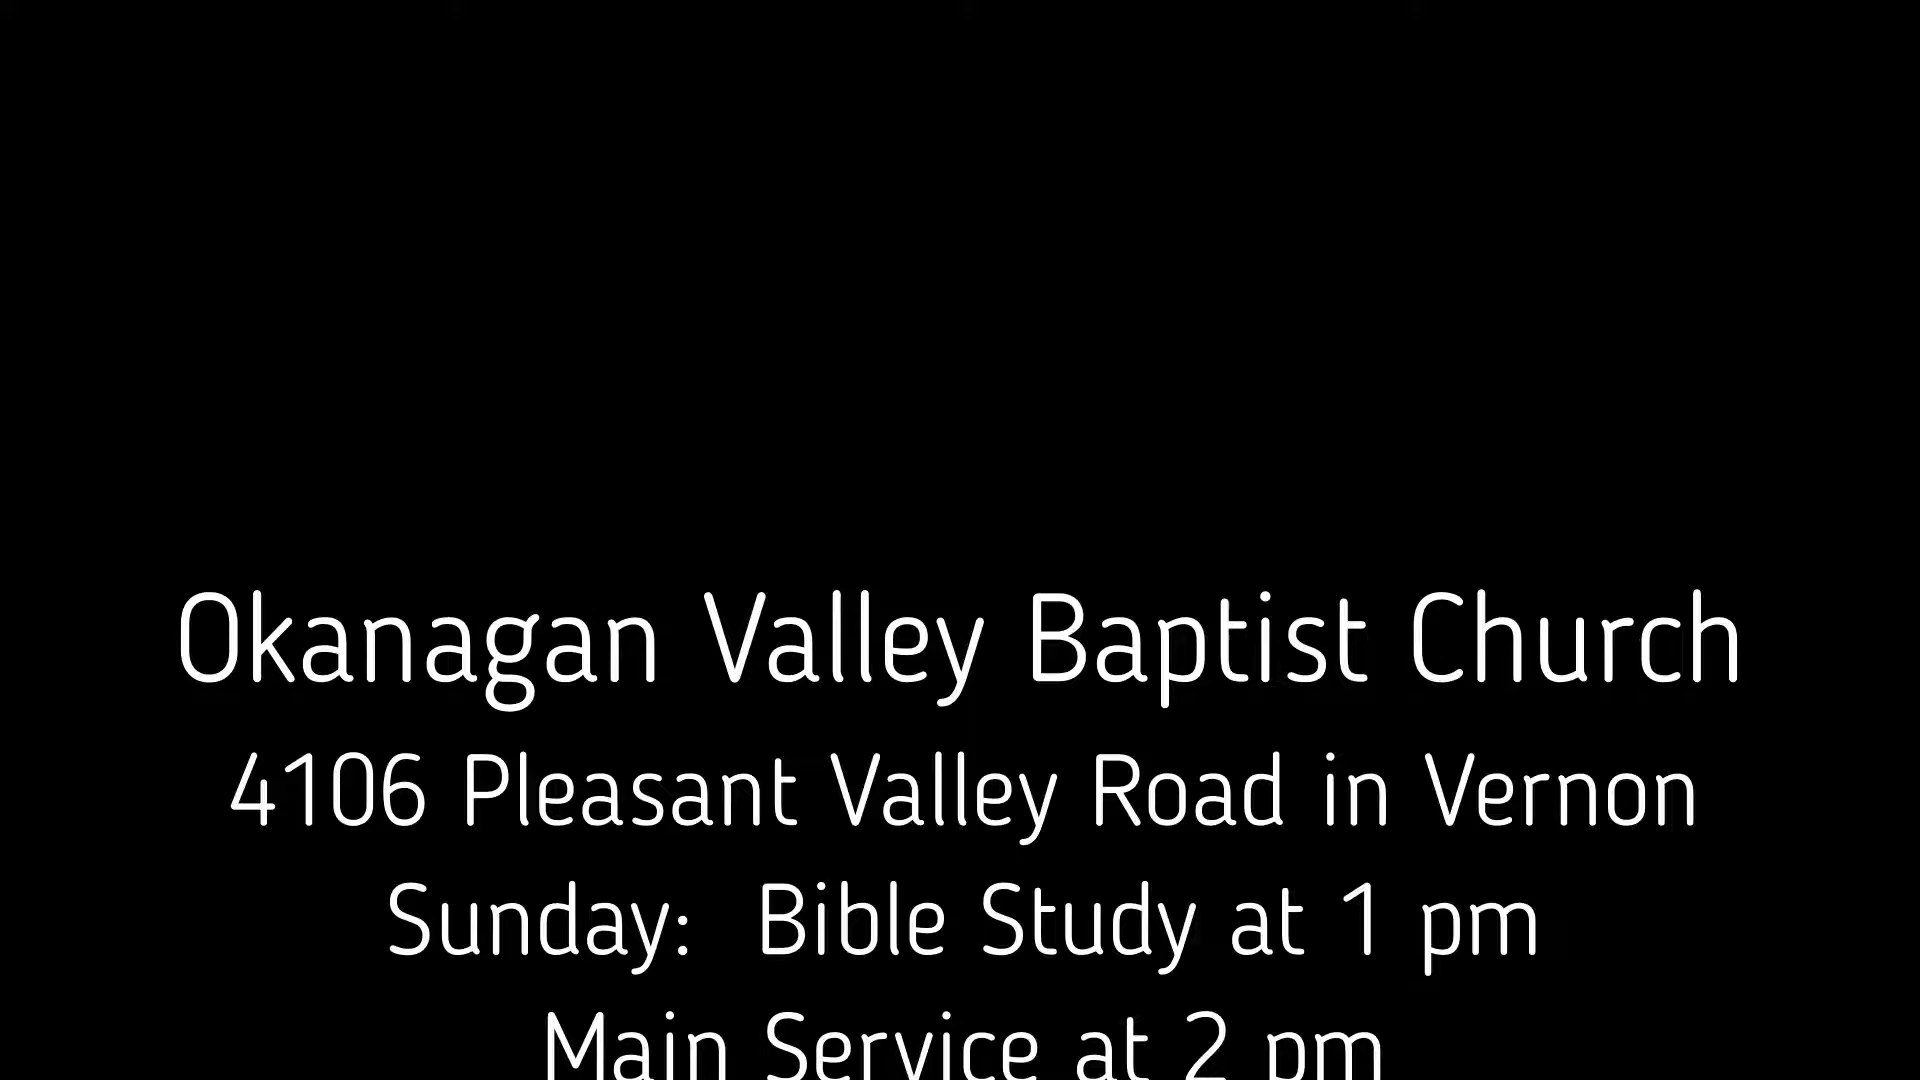 Okanagan Valley Baptist Church
4106 Pleasant Valley Road in Vernon
Sunday:  Bible Study at 1 pm
Main Service at 2 pm